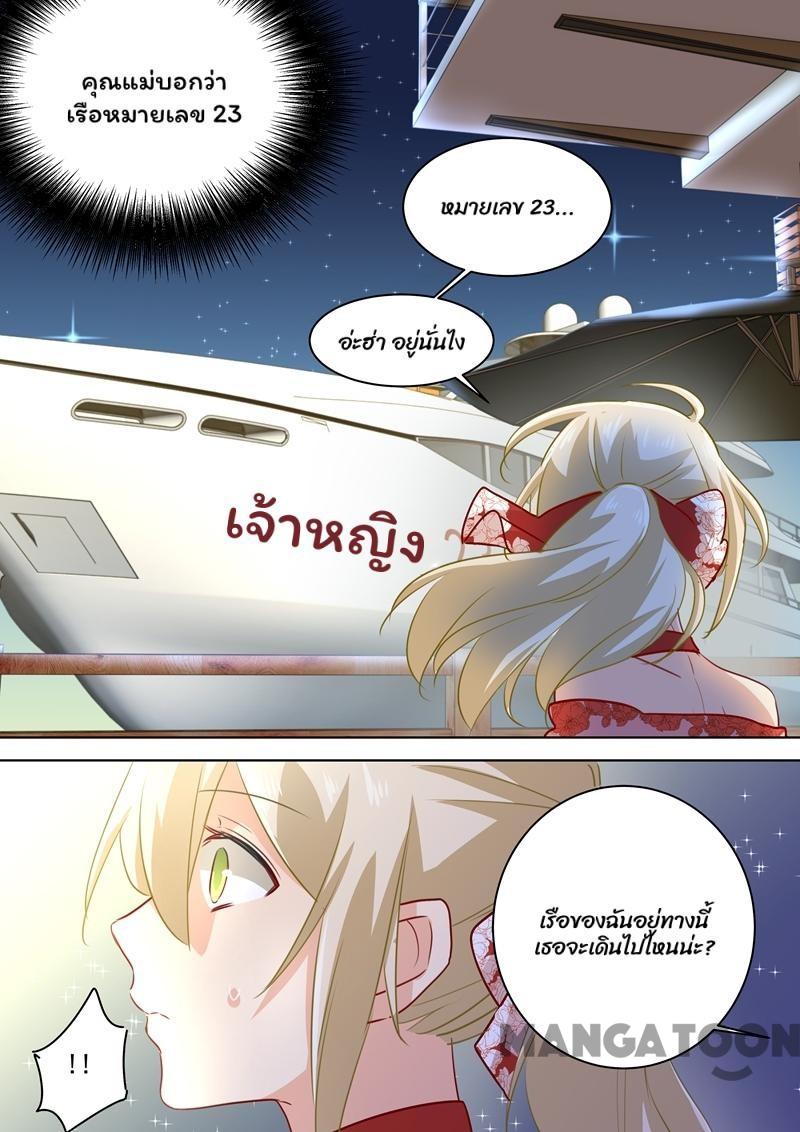 คุณแม่บอกว่า
เรือหมายเลข 23
หมายเลข 23...
อ่ะฮ่า อยู่นั่นไง
เจ้าหญิง
เรือของฉันอยู่ทางนี้
เธอจะเดินไปไหนน่ะ?
!!
MANGATOON